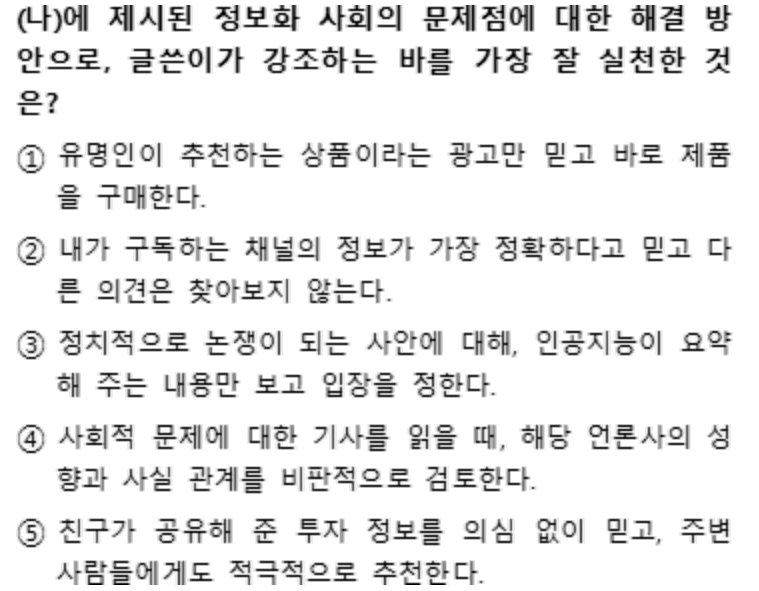 (나)에 제시된 정보화 사회의 문제점에 대한 해결 방
안으로, 글쓴이가 강조하는 바를 가장 잘 실천한 것
은?
① 유명인이 추천하는 상품이라는 광고만 믿고 바로 제품
을 구매한다.
② 내가 구독하는 채널의 정보가 가장 정확하다고 믿고 다
른 의견은 찾아보지 않는다.
③ 정치적으로 논쟁이 되는 사안에 대해, 인공지능이 요약
해 주는 내용만 보고 입장을 정한다.
④ 사회적 문제에 대한 기사를 읽을 때, 해당 언론사의 성
향과 사실 관계를 비판적으로 검토한다.
⑤ 친구가 공유해 준 투자 정보를 의심 없이 믿고, 주변
사람들에게도 적극적으로 추천한다.